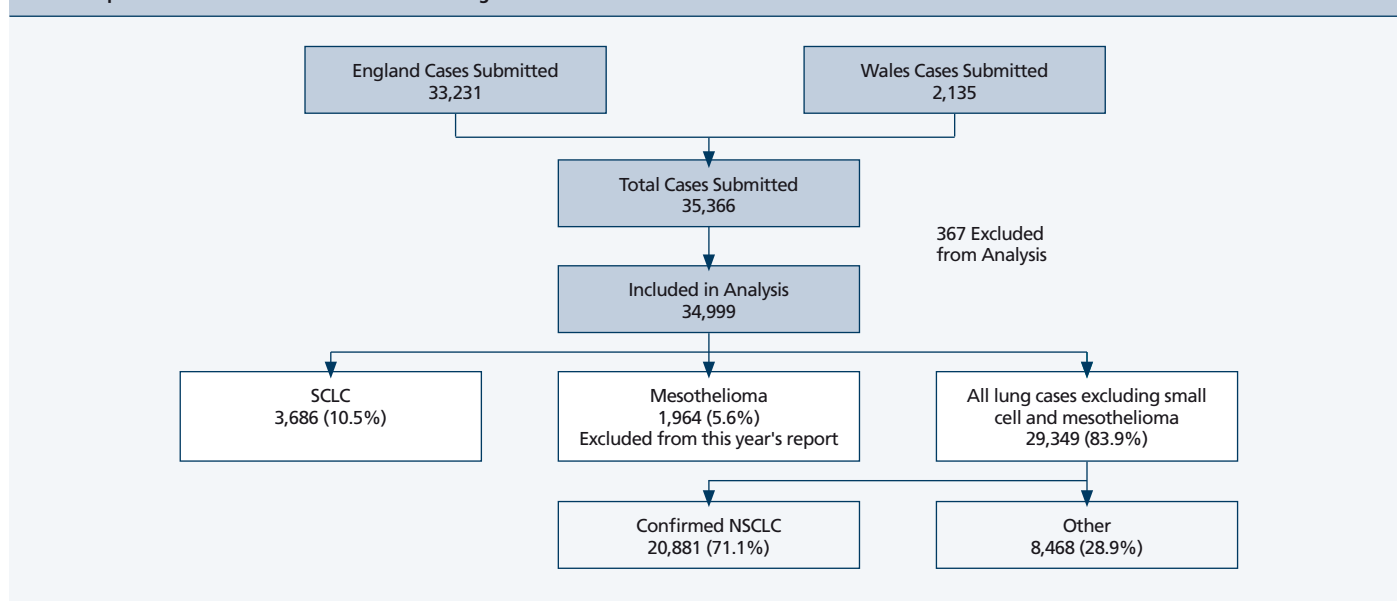 England Cases Submitted
33,231
Wales Cases Submitted
2,135
Total Cases Submitted
35,366
367 Excluded
from Analysis
Included in Analysis
34,999
SCLC
3,686 (10.5%)
Mesothelioma
1,964 (5.6%)
Excluded from this year's report
All lung cases excluding small
cell and mesothelioma
29,349 (83.9%)
Confirmed NSCLC
20,881 (71.1%)
Other
8,468 (28.9%)